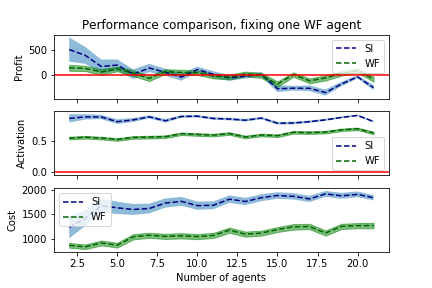 Performance comparison, fixing one WF agent
Profit
500
0
SI
WF
Activation
0.5
0.0
SI
WF
Cost
2000
1500
1000
SI
WF
2.5 5.0 7.5 10.0 12.5 15.0 17.5 20.0
Number of agents